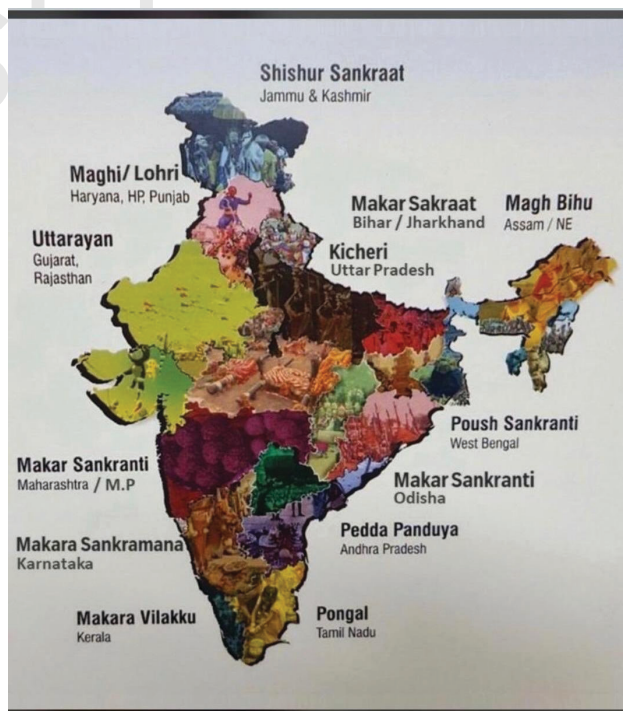 Shishur Sankraat
Jammu & Kashmir
Maghi/ Lohri
Haryana, HP, Punjab
Makar Sakraat
Bihar / Jharkhand
Magh Bihu
Assam / NE
Uttarayan
Gujarat,
Rajasthan
Kicheri
Uttar Pradesh
Poush Sankranti
West Bengal
Makar Sankranti
Maharashtra / M.P
Makar Sankranti
Odisha
Pedda Panduya
Andhra Pradesh
Makara Sankramana
Karnataka
Makara Vilakku
Kerala
Pongal
Tamil Nadu